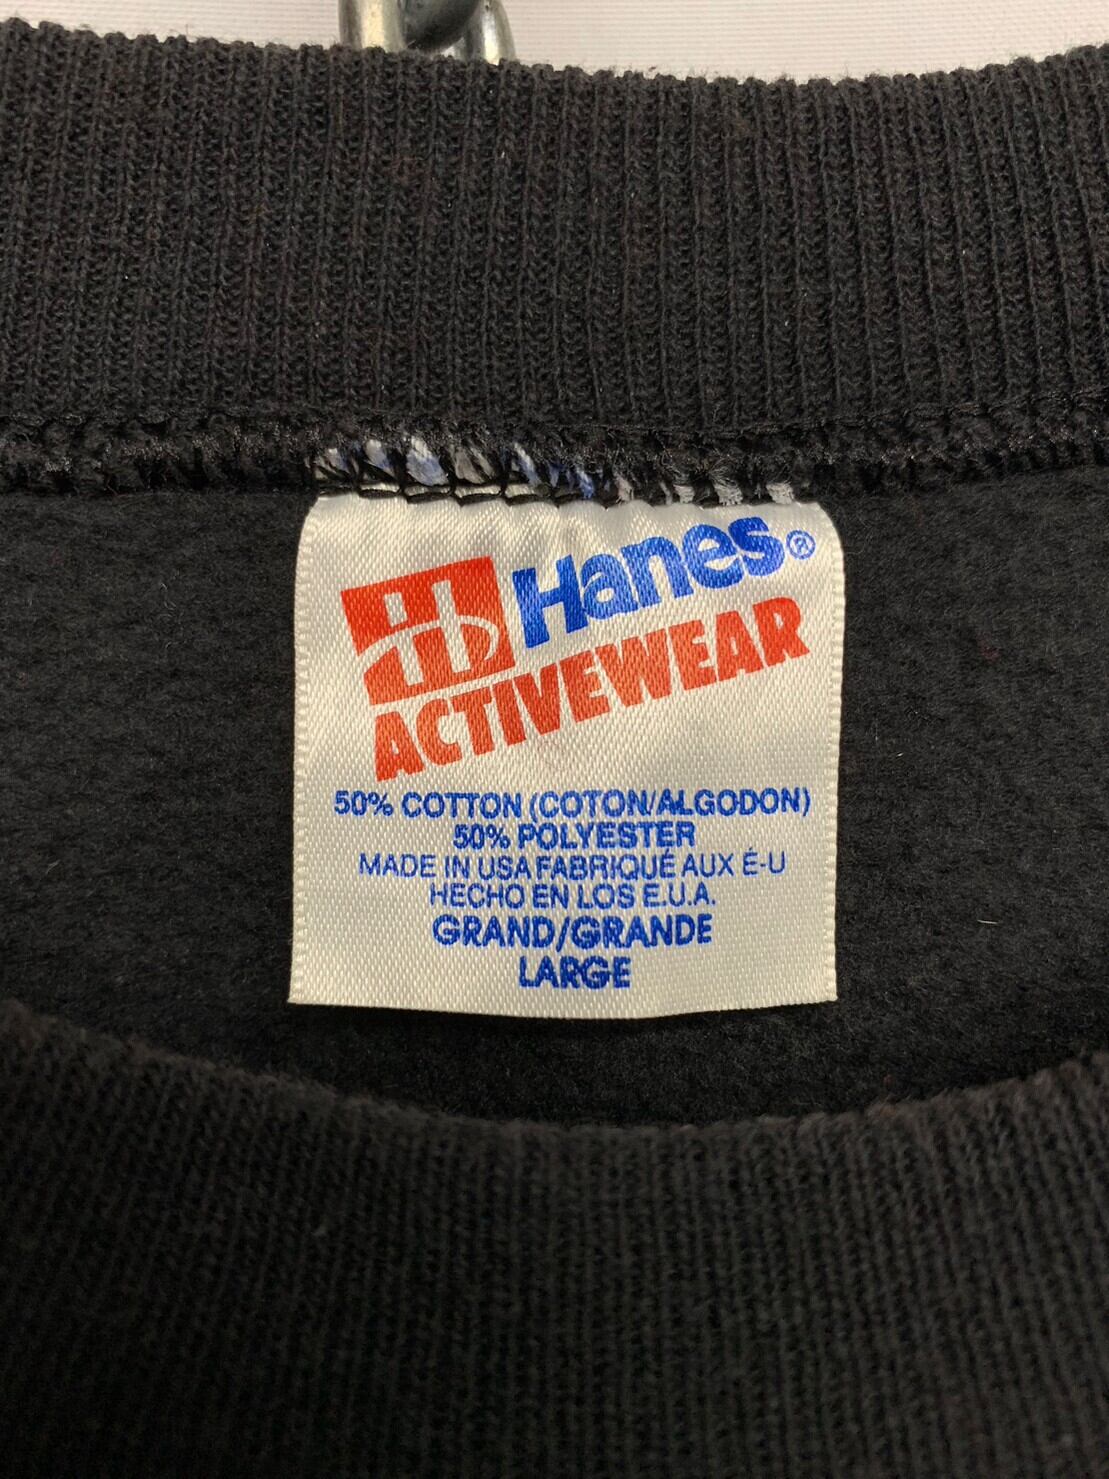 Hanes®
ACTIVEWEAR
50% COTTON (COTON/ALGODON)
50% POLYESTER
MADE IN USA FABRIQUÉ AUX É-U
HECHO EN LOS E.U.A.
GRAND/GRANDE
LARGE